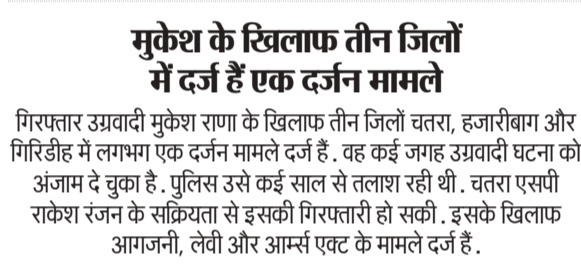 मुकेश के खिलाफ तीन जिलों
में दर्ज हैं एक दर्जन मामले
गिरफ्तार उग्रवादी मुकेश राणा के खिलाफ तीन जिलों चतरा, हजारीबाग और
गिरिडीह में लगभग एक दर्जन मामले दर्ज हैं. वह कई जगह उग्रवादी घटना को
अंजाम दे चुका है. पुलिस उसे कई साल से तलाश रही थी. चतरा एसपी
राकेश रंजन के सक्रियता से इसकी गिरफ्तारी हो सकी. इसके खिलाफ
आगजनी, लेवी और आर्म्स एक्ट के मामले दर्ज हैं.